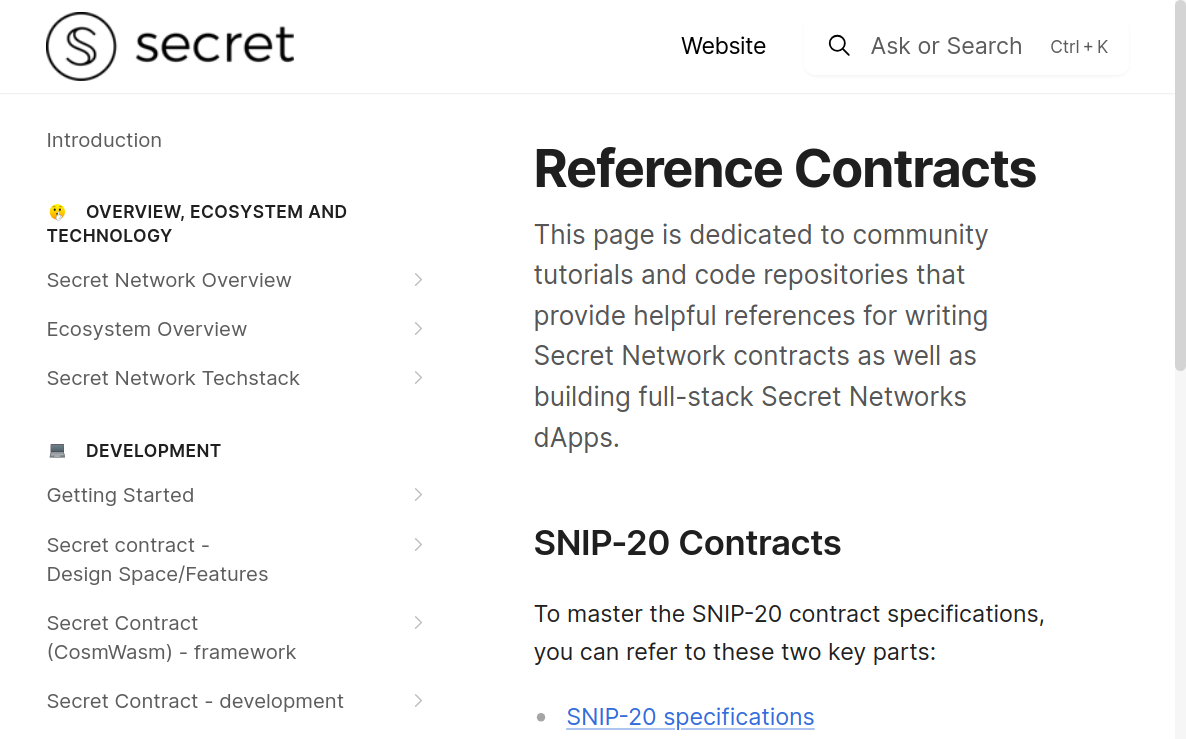 secret
Website
Ask or Search
Ctrl + K
Introduction
OVERVIEW, ECOSYSTEM AND
TECHNOLOGY
Secret Network Overview
Ecosystem Overview
Secret Network Techstack
DEVELOPMENT
Getting Started
Secret contract -
Design Space/Features
Secret Contract
(CosmWasm) - framework
Secret Contract - development
Reference Contracts
This page is dedicated to community
tutorials and code repositories that
provide helpful references for writing
Secret Network contracts as well as
building full-stack Secret Networks
dApps.
SNIP-20 Contracts
To master the SNIP-20 contract specifications,
you can refer to these two key parts:
SNIP-20 specifications